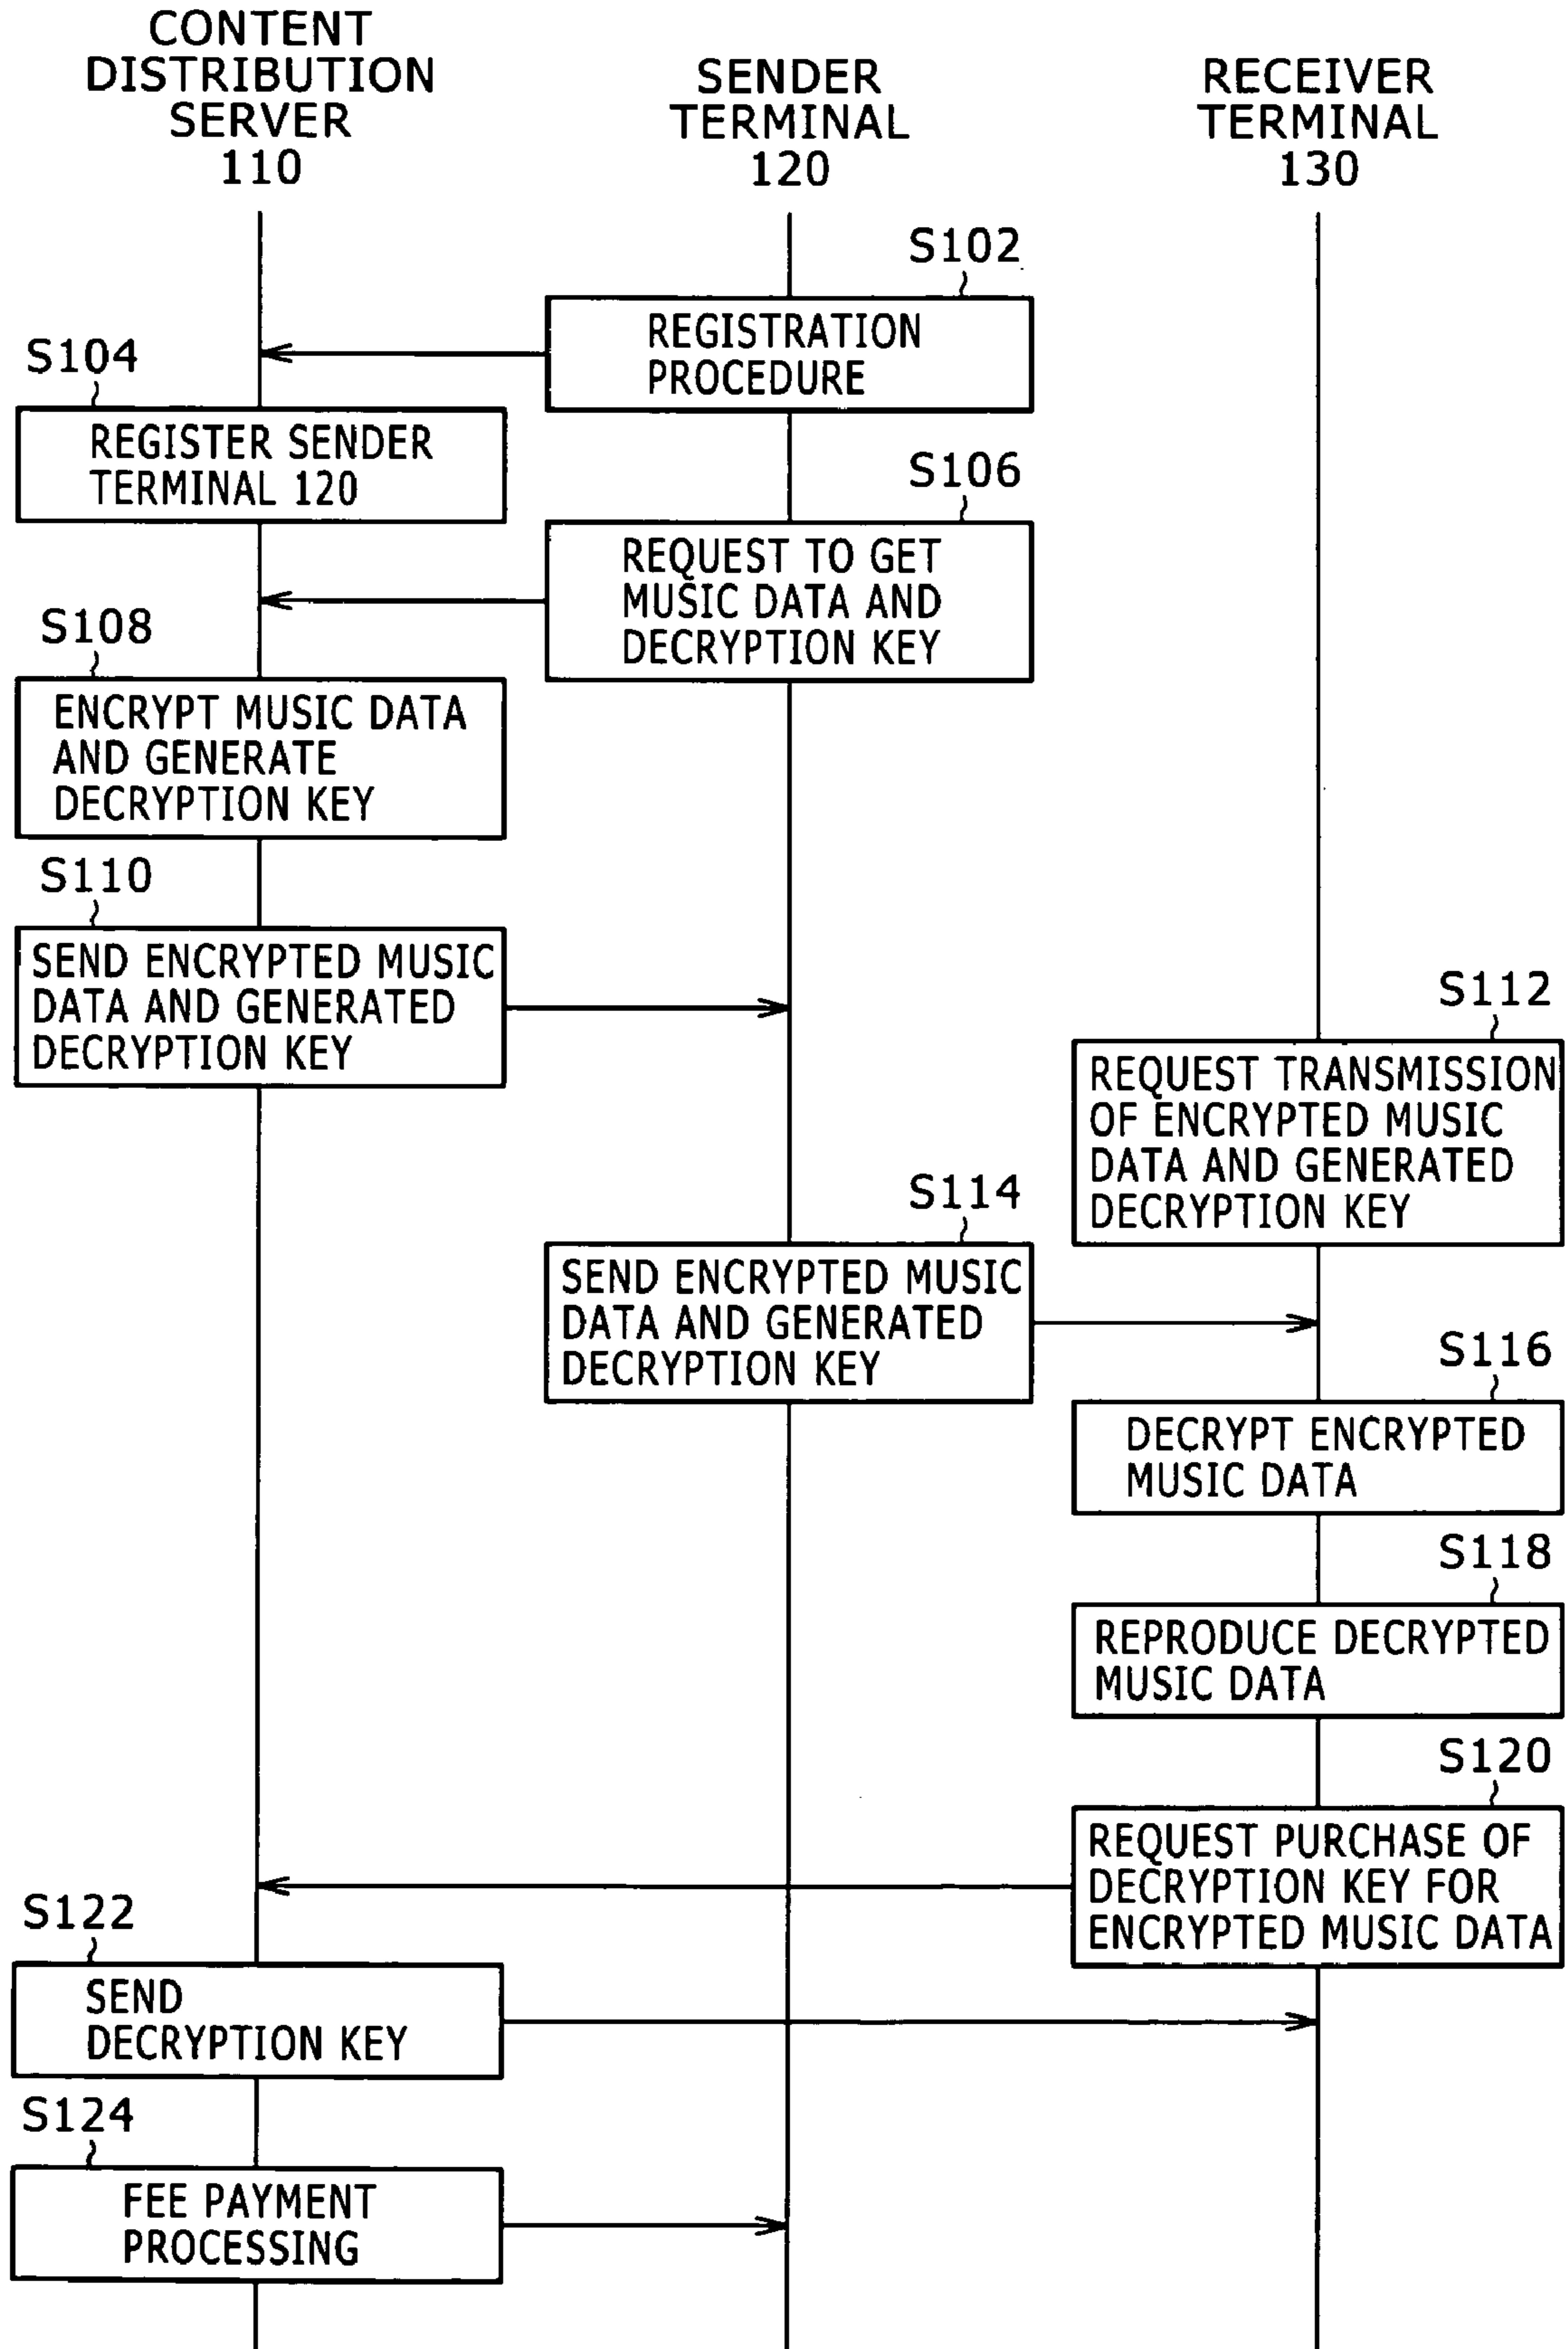 CONTENT
DISTRIBUTION
SERVER
110
SENDER
TERMINAL
120
RECEIVER
TERMINAL
130
S102
REGISTRATION
PROCEDURE
S104
REGISTER SENDER
TERMINAL 120
S106
REQUEST TO GET
MUSIC DATA AND
DECRYPTION KEY
S108
ENCRYPT MUSIC DATA
AND GENERATE
DECRYPTION KEY
S110
SEND ENCRYPTED MUSIC
DATA AND GENERATED
DECRYPTION KEY
S112
REQUEST TRANSMISSION
OF ENCRYPTED MUSIC
DATA AND GENERATED
DECRYPTION KEY
S114
SEND ENCRYPTED MUSIC
DATA AND GENERATED
DECRYPTION KEY
S116
DECRYPT ENCRYPTED
MUSIC DATA
S118
REPRODUCE DECRYPTED
MUSIC DATA
S120
REQUEST PURCHASE OF
DECRYPTION KEY FOR
ENCRYPTED MUSIC DATA
S122
SEND
DECRYPTION KEY
S124
FEE PAYMENT
PROCESSING